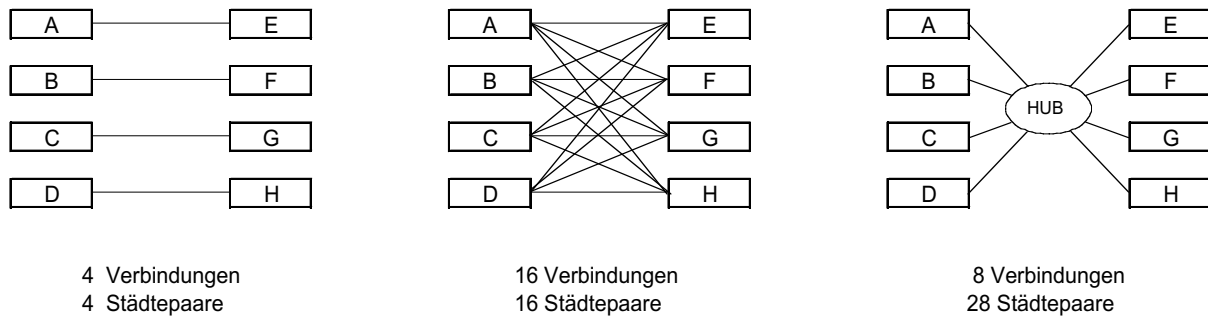 A E
B F
C G
D H
4 Verbindungen
4 Städtepaare
A E
B F
C G
D H
16 Verbindungen
16 Städtepaare
A E
B F
HUB
C G
D H
8 Verbindungen
28 Städtepaare